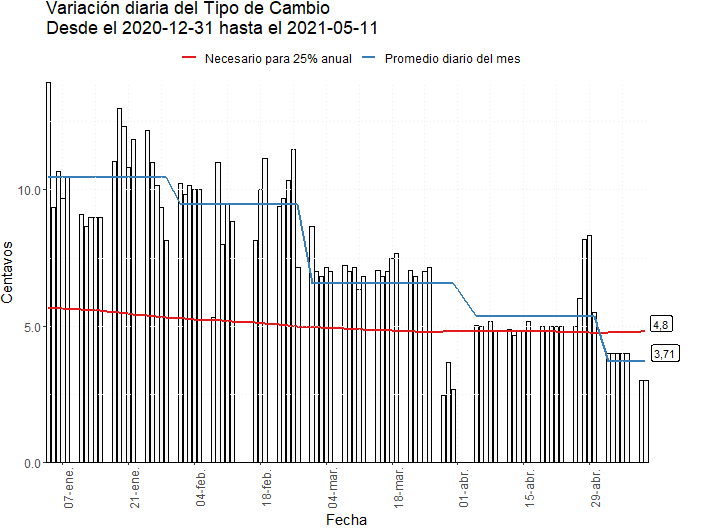 Variación diaria del Tipo de Cambio
Desde el 2020-12-31 hasta el 2021-05-11
Necesario para 25% anual
Promedio diario del mes
10.0
5.0
0.0
Centavos
4,8
3,71
07-ene.
21-ene.
04-feb.
18-feb.
04-mar.
18-mar.
01-abr.
15-abr.
29-abr.
Fecha